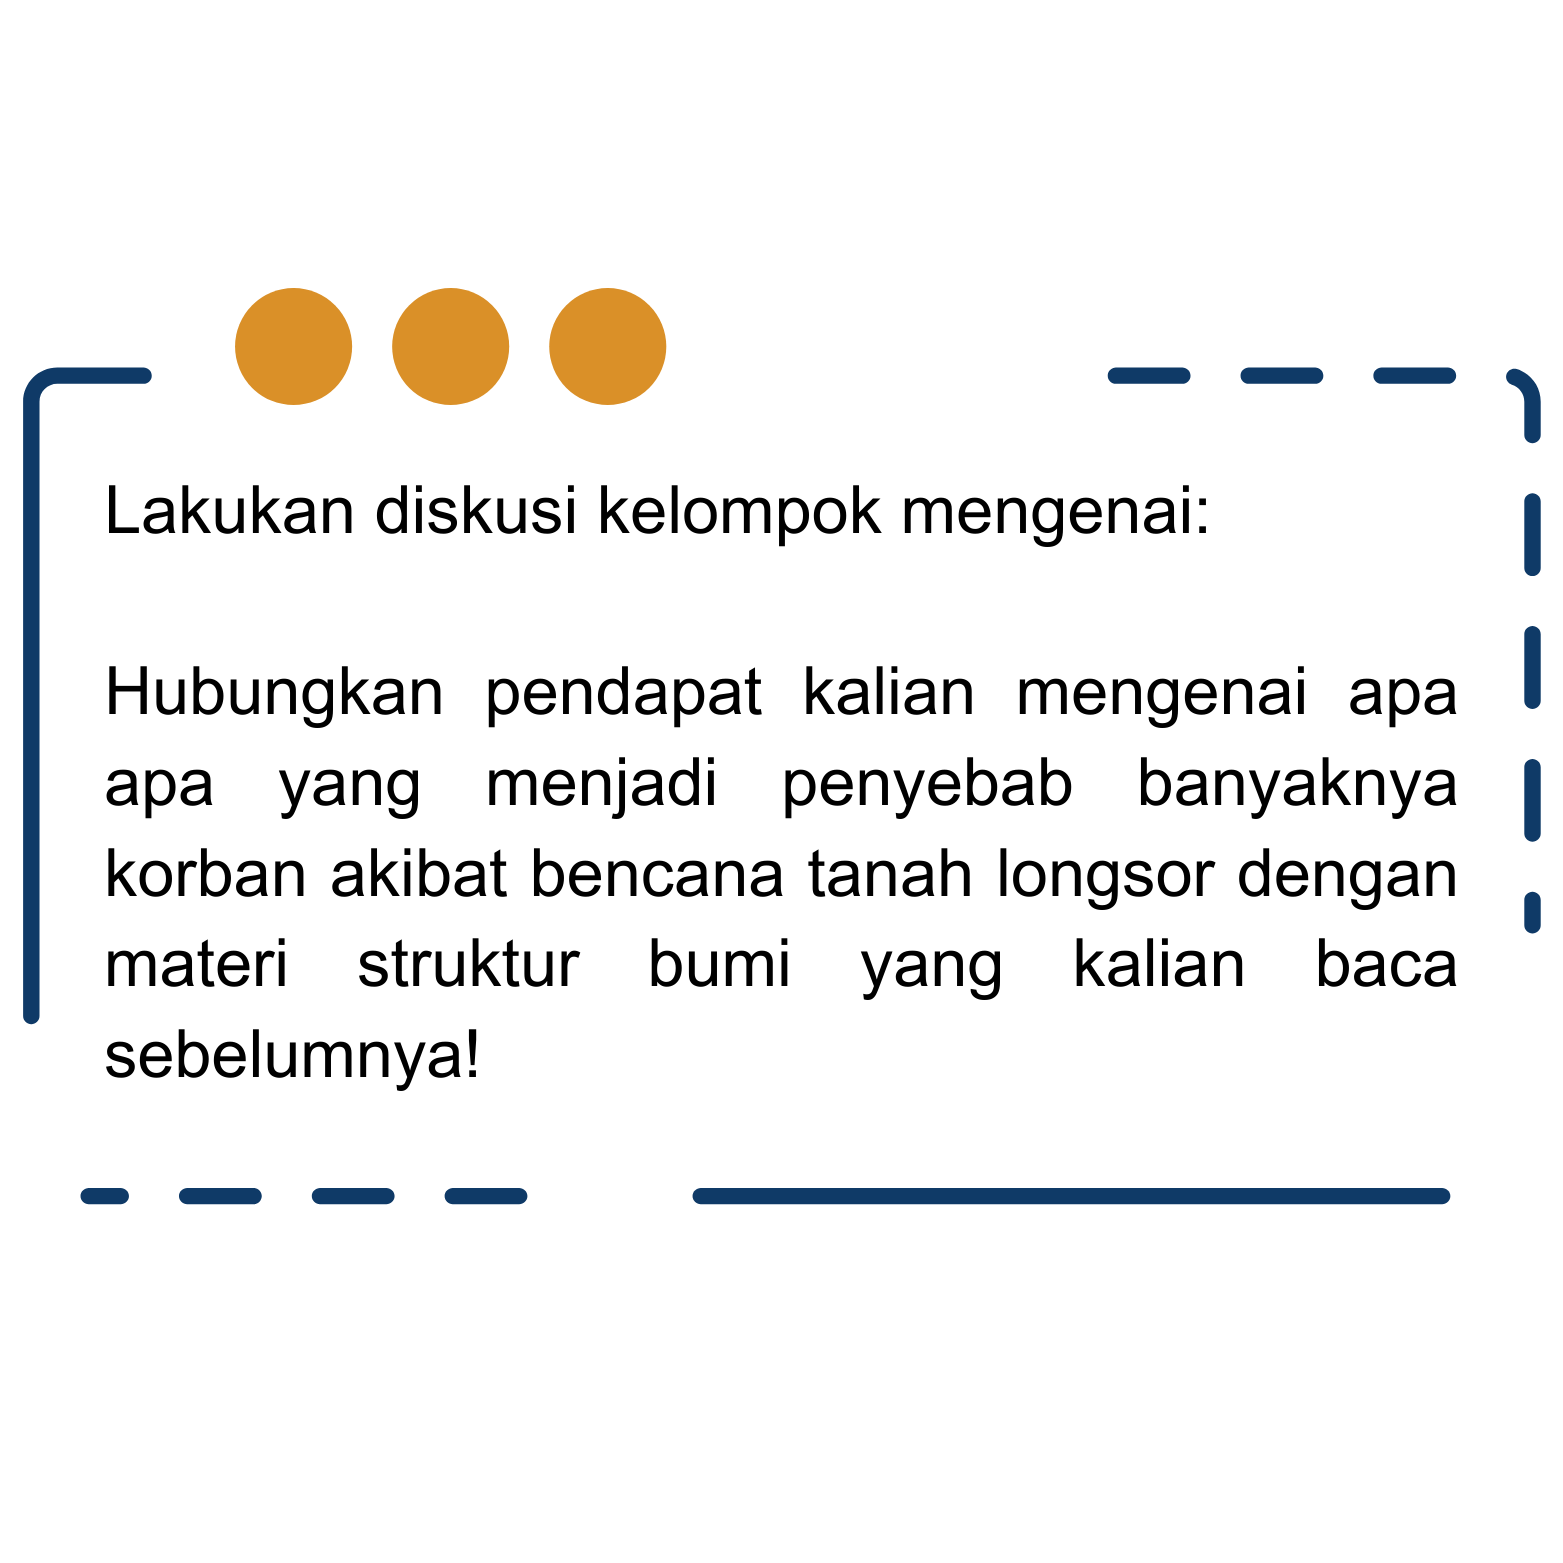 Lakukan diskusi kelompok mengenai:
Hubungkan pendapat kalian mengenai apa
apa yang menjadi penyebab banyaknya
korban akibat bencana tanah longsor dengan
materi struktur bumi yang kalian baca
sebelumnya!